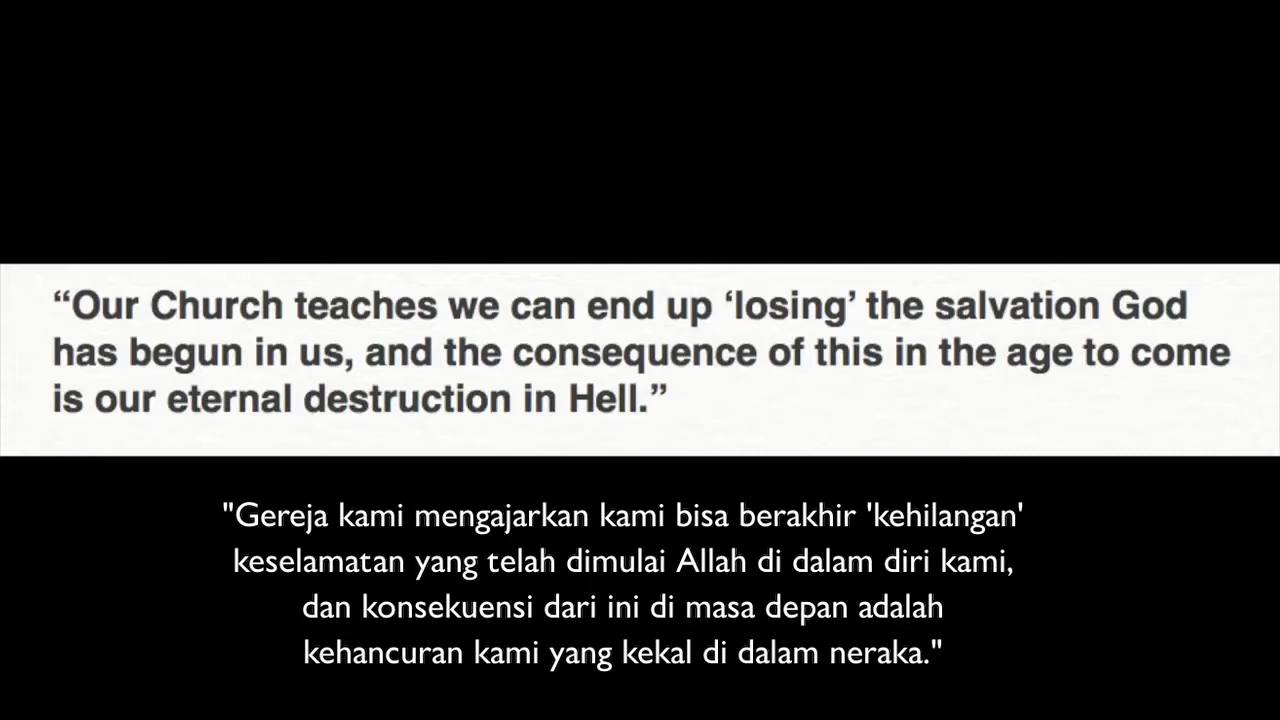 “Our Church teaches we can end up ‘losing’ the salvation God
has begun in us, and the consequence of this in the age to come
is our eternal destruction in Hell.”
"Gereja kami mengajarkan kami bisa berakhir 'kehilangan'
keselamatan yang telah dimulai Allah di dalam diri kami,
dan konsekuensi dari ini di masa depan adalah
kehancuran kami yang kekal di dalam neraka."